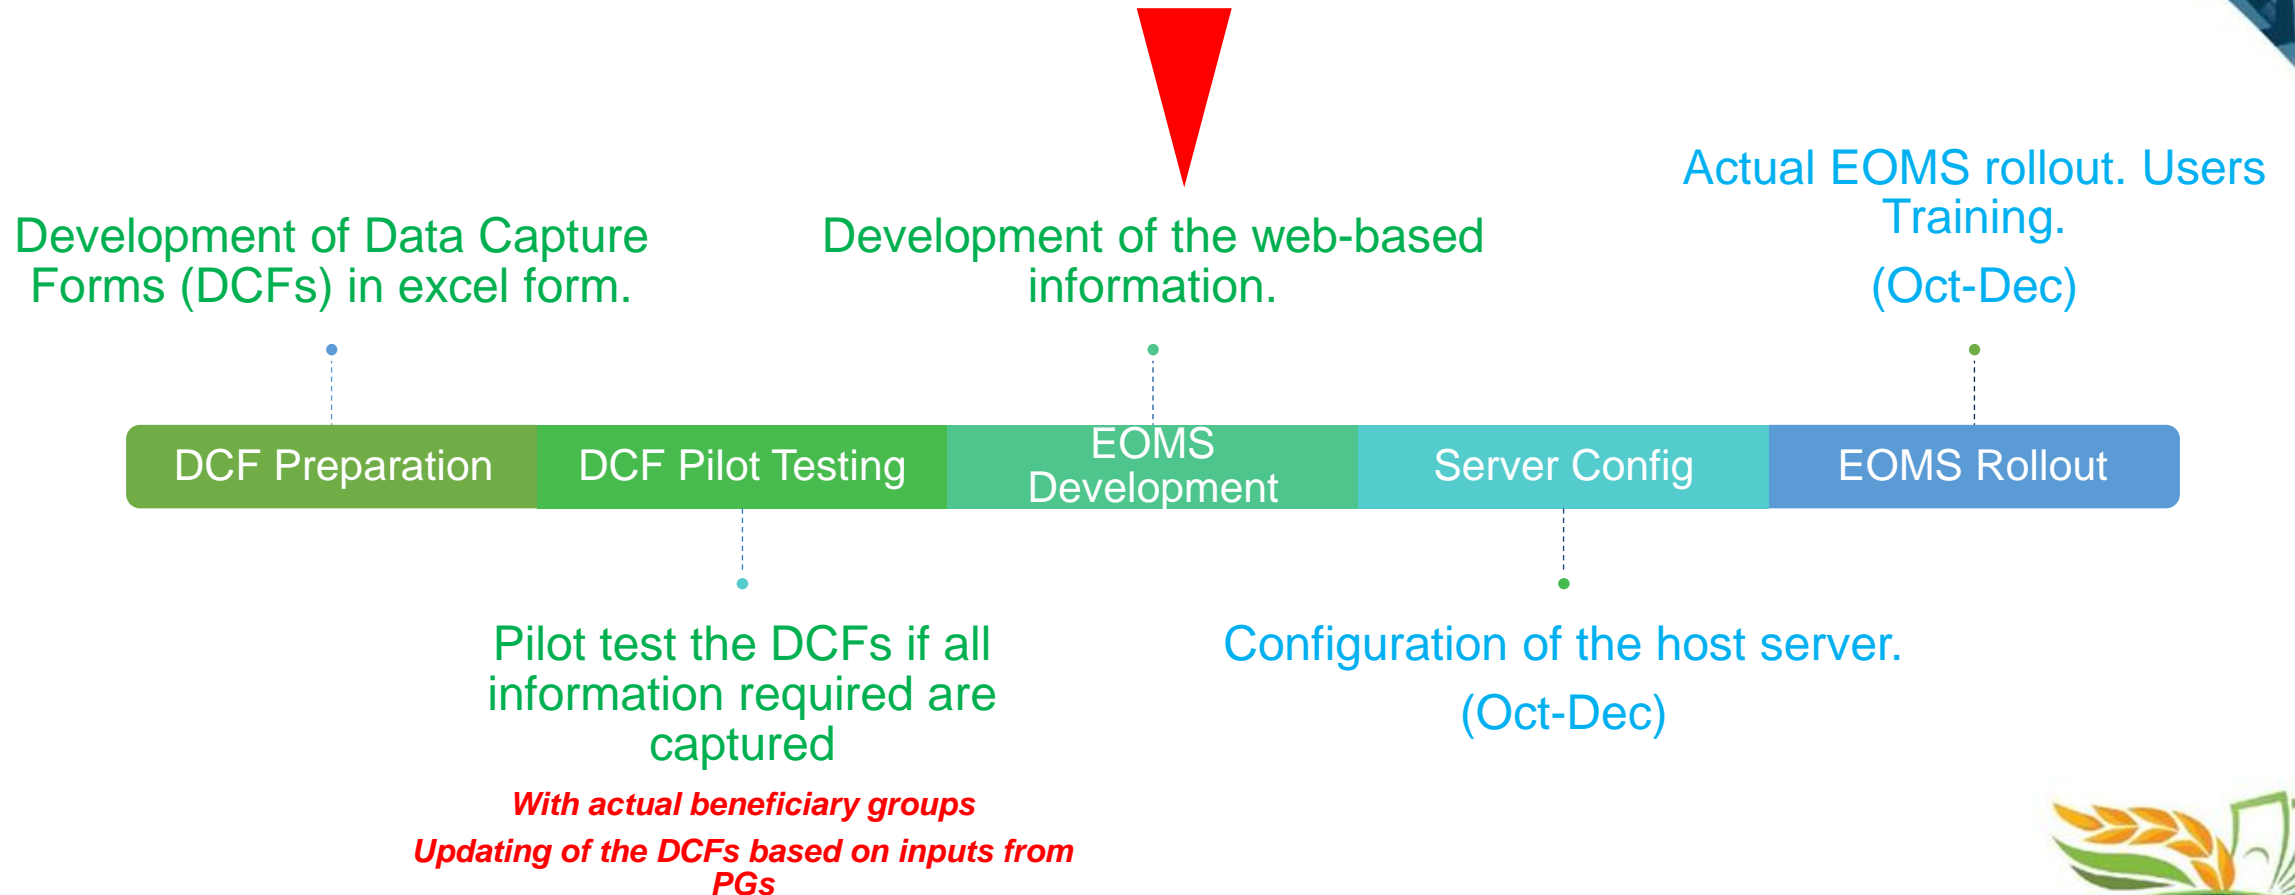 Actual EOMS rollout. Users
Training.
(Oct-Dec)
Development of Data Capture
Forms (DCFs) in excel form.
Development of the web-based
information.
DCF Preparation
DCF Pilot Testing
EOMS
Development
Server Config
EOMS Rollout
Pilot test the DCFs if all
information required are
captured
With actual beneficiary groups
Updating of the DCFs based on inputs from
PGs
Configuration of the host server.
(Oct-Dec)